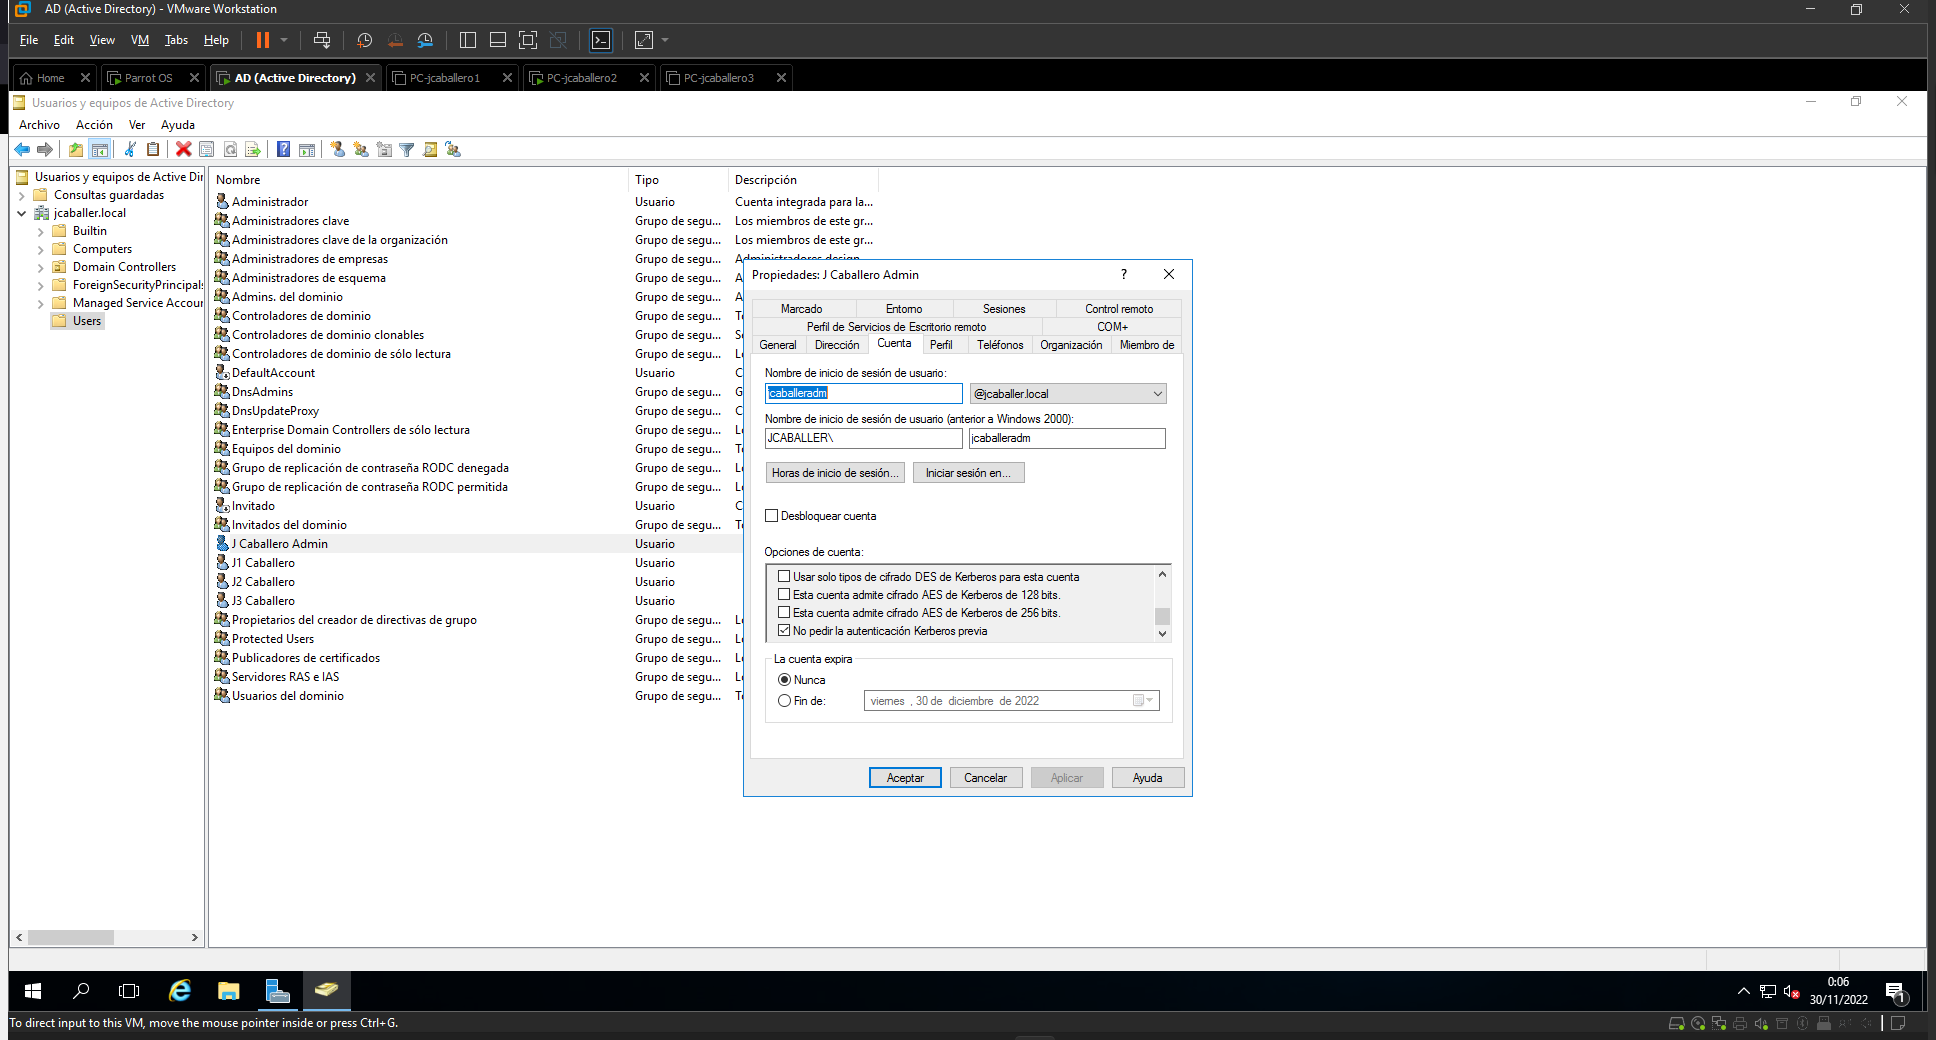 AD (Active Directory) - VMware Workstation
File Edit View VM Tabs Help
Home Parrot OS AD (Active Directory) PC-jcaballero1 PC-jcaballero2 PC-jcaballero3
Usuarios y equipos de Active Directory
Archivo Acción Ver Ayuda
Usuarios y equipos de Active Dir
Consultas guardadas
jcaballer.local
Builtin
Computers
Domain Controllers
ForeignSecurityPrincipals
Managed Service Accour
Users
Nombre Tipo Descripción
Administrador Usuario Cuenta integrada para la...
Administradores clave Grupo de segu... Los miembros de este gr...
Administradores clave de la organización Grupo de segu... Los miembros de este gr...
Administradores de empresas Grupo de segu... Administradores design...
Administradores de esquema Grupo de segu... A
Admins. del dominio Grupo de segu... A
Controladores de dominio Grupo de segu... T
Controladores de dominio clonables Grupo de segu... S
Controladores de dominio de sólo lectura Grupo de segu... L
DefaultAccount Usuario C
DnsAdmins Grupo de segu... G
DnsUpdateProxy Grupo de segu... C
Enterprise Domain Controllers de sólo lectura Grupo de segu... L
Equipos del dominio Grupo de segu... T
Grupo de replicación de contraseña RODC denegada Grupo de segu... L
Grupo de replicación de contraseña RODC permitida Grupo de segu... L
Invitado Usuario C
Invitados del dominio Grupo de segu... T
J Caballero Admin Usuario
J1 Caballero Usuario
J2 Caballero Usuario
J3 Caballero Usuario
Propietarios del creador de directivas de grupo Grupo de segu... L
Protected Users Grupo de segu... L
Publicadores de certificados Grupo de segu... L
Servidores RAS e IAS Grupo de segu... L
Usuarios del dominio Grupo de segu... T
Propiedades: J Caballero Admin ?
Marcado Entorno Sesiones Control remoto
Perfil de Servicios de Escritorio remoto COM+
General Dirección Cuenta Perfil Teléfonos Organización Miembro de
Nombre de inicio de sesión de usuario:
jcaballeradm @jcaballer.local
Nombre de inicio de sesión de usuario (anterior a Windows 2000):
JCABALLER\ jcaballeradm
Horas de inicio de sesión... Iniciar sesión en...
Desbloquear cuenta
Opciones de cuenta:
Usar solo tipos de cifrado DES de Kerberos para esta cuenta
Esta cuenta admite cifrado AES de Kerberos de 128 bits.
Esta cuenta admite cifrado AES de Kerberos de 256 bits.
No pedir la autenticación Kerberos previa
La cuenta expira
Nunca
Fin de: viernes , 30 de diciembre de 2022
Aceptar Cancelar Aplicar Ayuda
0:06
30/11/2022
1
To direct input to this VM, move the mouse pointer inside or press Ctrl+G.